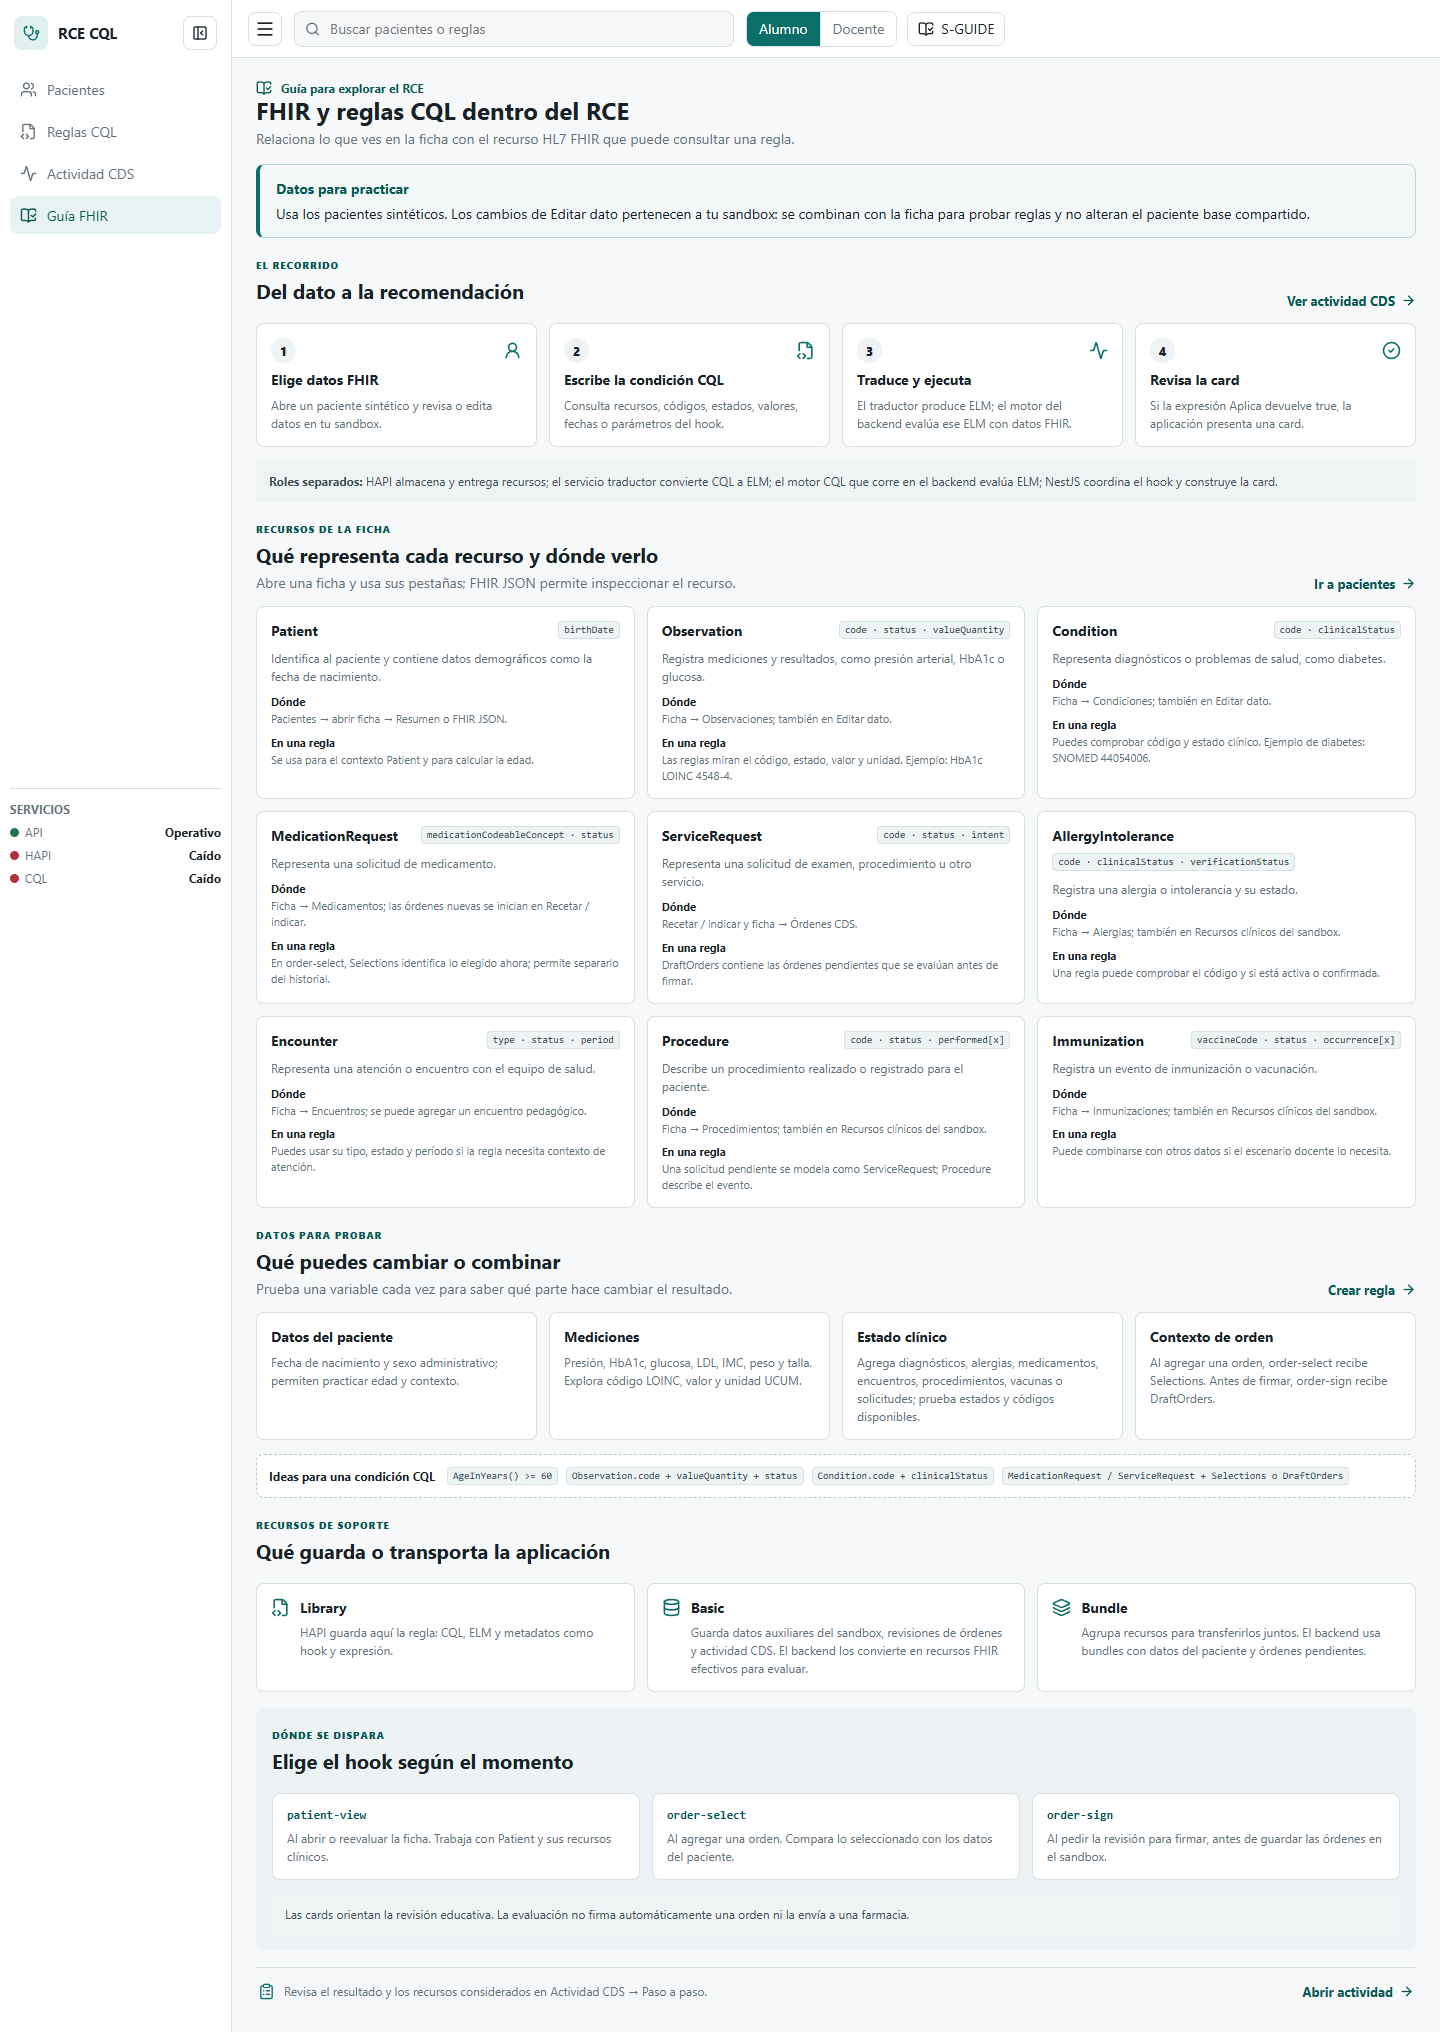 RCE CQL
Pacientes
Reglas CQL
Actividad CDS
Guía FHIR
SERVICIOS
API Operativo
HAPI Caído
CQL Caído
Buscar pacientes o reglas
Alumno Docente
S-GUIDE
Guía para explorar el RCE
FHIR y reglas CQL dentro del RCE
Relaciona lo que ves en la ficha con el recurso HL7 FHIR que puede consultar una regla.
Datos para practicar
Usa los pacientes sintéticos. Los cambios de Editar dato pertenecen a tu sandbox: se combinan con la ficha para probar reglas y no alteran el paciente base compartido.
EL RECORRIDO
Del dato a la recomendación
Ver actividad CDS →
1
Elige datos FHIR
Abre un paciente sintético y revisa o edita
datos en tu sandbox.
2
Escribe la condición CQL
Consulta recursos, códigos, estados, valores,
fechas o parámetros del hook.
3
Traduce y ejecuta
El traductor produce ELM; el motor del
backend evalúa ese ELM con datos FHIR.
4
Revisa la card
Si la expresión Aplica devuelve true, la
aplicación presenta una card.
Roles separados: HAPI almacena y entrega recursos; el servicio traductor convierte CQL a ELM; el motor CQL que corre en el backend evalúa ELM; NestJS coordina el hook y construye la card.
RECURSOS DE LA FICHA
Qué representa cada recurso y dónde verlo
Abre una ficha y usa sus pestañas; FHIR JSON permite inspeccionar el recurso.
Ir a pacientes →
Patient
birthDate
Identifica al paciente y contiene datos demográficos como la
fecha de nacimiento.
Dónde
Pacientes → abrir ficha → Resumen o FHIR JSON.
En una regla
Se usa para el contexto Patient y para calcular la edad.
Observation
code · status · valueQuantity
Registra mediciones y resultados, como presión arterial, HbA1c o
glucosa.
Dónde
Ficha → Observaciones; también en Editar dato.
En una regla
Las reglas miran el código, estado, valor y unidad. Ejemplo: HbA1c
LOINC 4548-4.
Condition
code · clinicalStatus
Representa diagnósticos o problemas de salud, como diabetes.
Dónde
Ficha → Condiciones; también en Editar dato.
En una regla
Puedes comprobar código y estado clínico. Ejemplo de diabetes:
SNOMED 44054006.
MedicationRequest
medicationCodeableConcept · status
Representa una solicitud de medicamento.
Dónde
Ficha → Medicamentos; las órdenes nuevas se inician en Recetar /
indicar.
En una regla
En order-select, Selections identifica lo elegido ahora; permite separarlo
del historial.
ServiceRequest
code · status · intent
Representa una solicitud de examen, procedimiento u otro
servicio.
Dónde
Recetar / indicar y ficha → Órdenes CDS.
En una regla
DraftOrders contiene las órdenes pendientes que se evalúan antes de
firmar.
AllergyIntolerance
code · clinicalStatus · verificationStatus
Registra una alergia o intolerancia y su estado.
Dónde
Ficha → Alergias; también en Recursos clínicos del sandbox.
En una regla
Una regla puede comprobar el código y si está activa o confirmada.
Encounter
type · status · period
Representa una atención o encuentro con el equipo de salud.
Dónde
Ficha → Encuentros; se puede agregar un encuentro pedagógico.
En una regla
Puedes usar su tipo, estado y período si la regla necesita contexto de
atención.
Procedure
code · status · performed[x]
Describe un procedimiento realizado o registrado para el
paciente.
Dónde
Ficha → Procedimientos; también en Recursos clínicos del sandbox.
En una regla
Una solicitud pendiente se modela como ServiceRequest; Procedure
describe el evento.
Immunization
vaccineCode · status · occurrence[x]
Registra un evento de inmunización o vacunación.
Dónde
Ficha → Inmunizaciones; también en Recursos clínicos del sandbox.
En una regla
Puede combinarse con otros datos si el escenario docente lo necesita.
DATOS PARA PROBAR
Qué puedes cambiar o combinar
Prueba una variable cada vez para saber qué parte hace cambiar el resultado.
Crear regla →
Datos del paciente
Fecha de nacimiento y sexo administrativo;
permiten practicar edad y contexto.
Mediciones
Presión, HbA1c, glucosa, LDL, IMC, peso y talla.
Explora código LOINC, valor y unidad UCUM.
Estado clínico
Agrega diagnósticos, alergias, medicamentos,
encuentros, procedimientos, vacunas o
solicitudes; prueba estados y códigos
disponibles.
Contexto de orden
Al agregar una orden, order-select recibe
Selections. Antes de firmar, order-sign recibe
DraftOrders.
Ideas para una condición CQL
AgeInYears() >= 60
Observation.code + valueQuantity + status
Condition.code + clinicalStatus
MedicationRequest / ServiceRequest + Selections o DraftOrders
RECURSOS DE SOPORTE
Qué guarda o transporta la aplicación
Library
HAPI guarda aquí la regla: CQL, ELM y metadatos como
hook y expresión.
Basic
Guarda datos auxiliares del sandbox, revisiones de órdenes
y actividad CDS. El backend los convierte en recursos FHIR
efectivos para evaluar.
Bundle
Agrupa recursos para transferirlos juntos. El backend usa
bundles con datos del paciente y órdenes pendientes.
DÓNDE SE DISPARA
Elige el hook según el momento
patient-view
Al abrir o reevaluar la ficha. Trabaja con Patient y sus recursos
clínicos.
order-select
Al agregar una orden. Compara lo seleccionado con los datos
del paciente.
order-sign
Al pedir la revisión para firmar, antes de guardar las órdenes en
el sandbox.
Las cards orientan la revisión educativa. La evaluación no firma automáticamente una orden ni la envía a una farmacia.
Revisa el resultado y los recursos considerados en Actividad CDS → Paso a paso.
Abrir actividad →